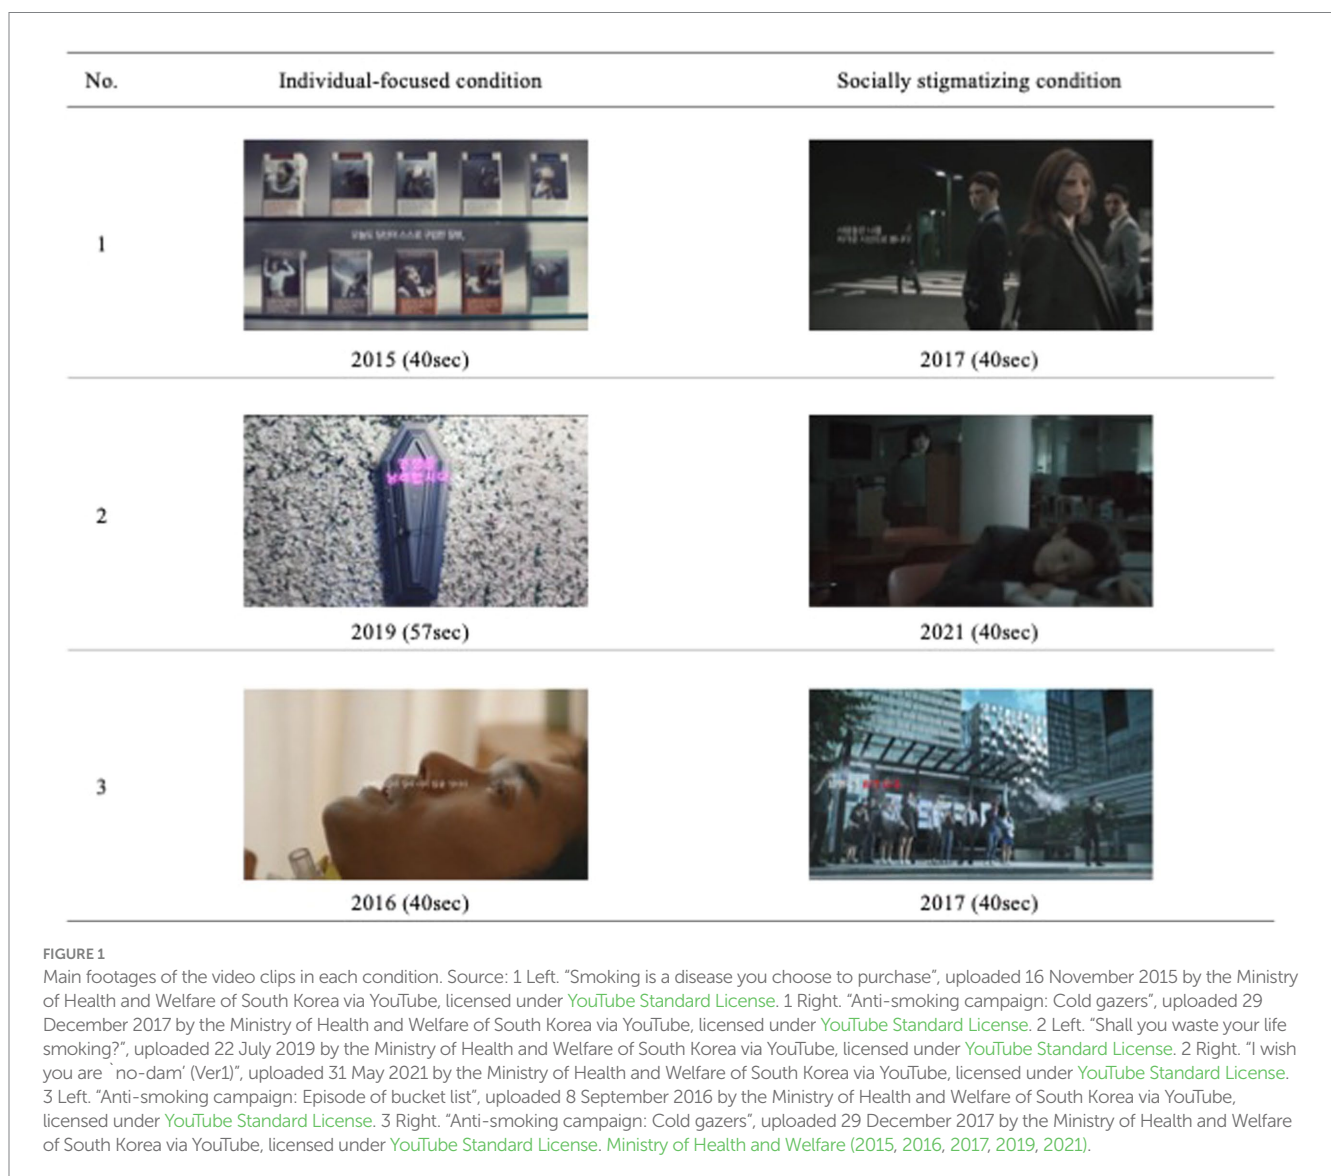 No. Individual-focused condition Socially stigmatizing condition
1
2015 (40sec) 2017 (40sec)
2
2019 (57sec) 2021 (40sec)
3
2016 (40sec) 2017 (40sec)
FIGURE 1
Main footages of the video clips in each condition. Source: 1 Left. “Smoking is a disease you choose to purchase”, uploaded 16 November 2015 by the Ministry
of Health and Welfare of South Korea via YouTube, licensed under YouTube Standard License. 1 Right. “Anti-smoking campaign: Cold gazers”, uploaded 29
December 2017 by the Ministry of Health and Welfare of South Korea via YouTube, licensed under YouTube Standard License. 2 Left. “Shall you waste your life
smoking?”, uploaded 22 July 2019 by the Ministry of Health and Welfare of South Korea via YouTube, licensed under YouTube Standard License. 2 Right. “I wish
you are `no-dam’ (Ver1)”, uploaded 31 May 2021 by the Ministry of Health and Welfare of South Korea via YouTube, licensed under YouTube Standard License.
3 Left. “Anti-smoking campaign: Episode of bucket list”, uploaded 8 September 2016 by the Ministry of Health and Welfare of South Korea via YouTube,
licensed under YouTube Standard License. 3 Right. “Anti-smoking campaign: Cold gazers”, uploaded 29 December 2017 by the Ministry of Health and Welfare
of South Korea via YouTube, licensed under YouTube Standard License. Ministry of Health and Welfare (2015, 2016, 2017, 2019, 2021).